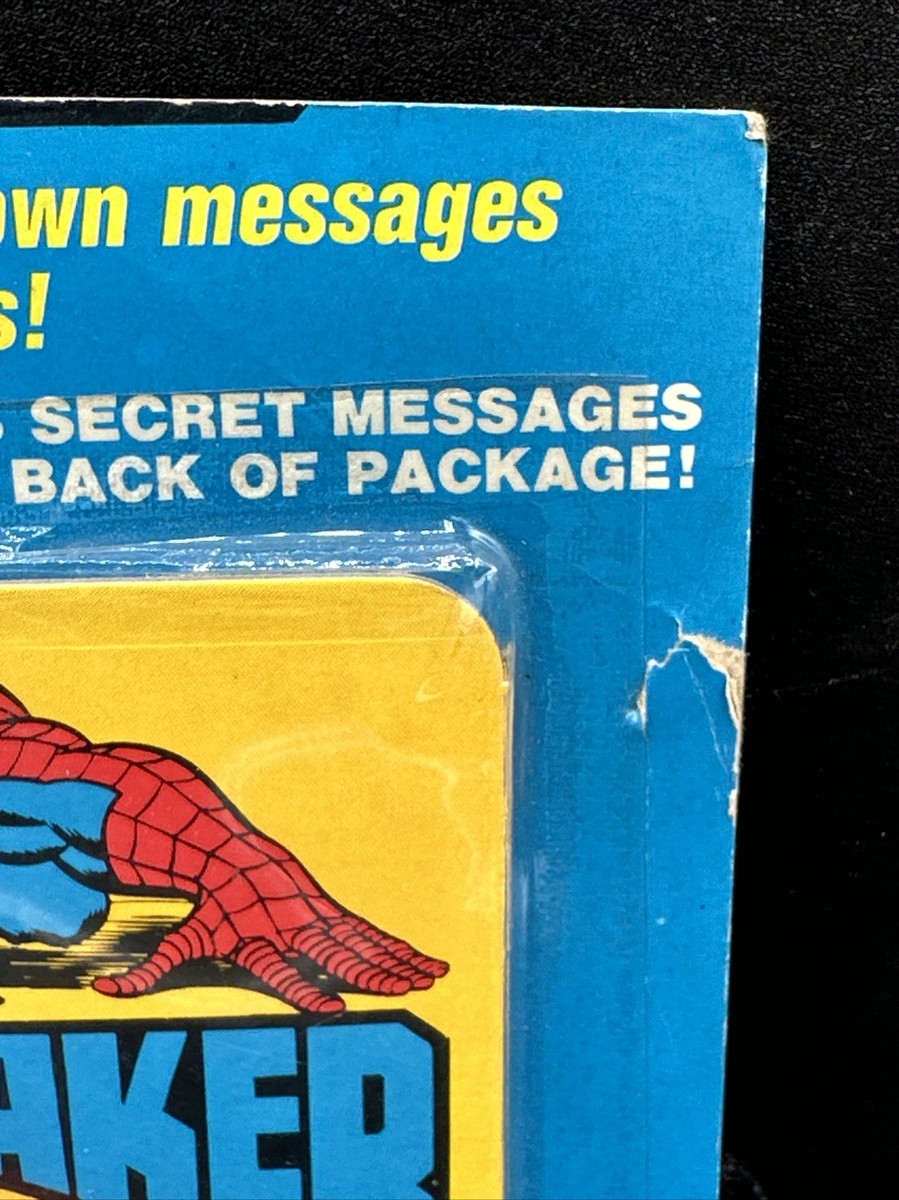 own messages
s!
SECRET MESSAGES
BACK OF PACKAGE!
AKER